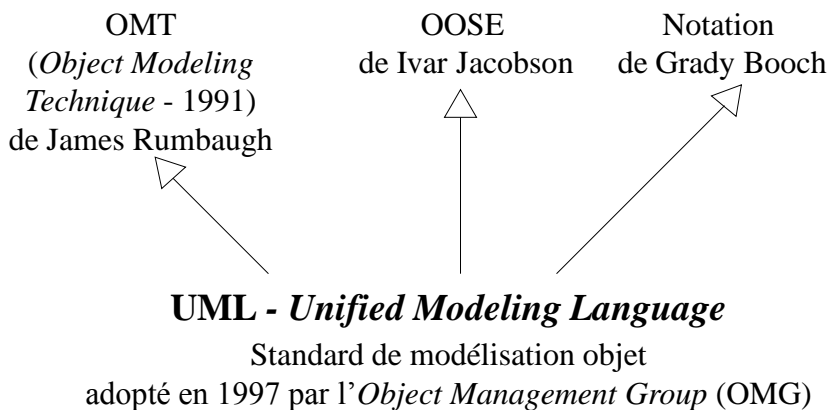 OMT
(Object Modeling
Technique - 1991)
de James Rumbaugh
OOSE
de Ivar Jacobson
Notation
de Grady Booch
UML - Unified Modeling Language
Standard de modélisation objet
adopté en 1997 par l’Object Management Group (OMG)